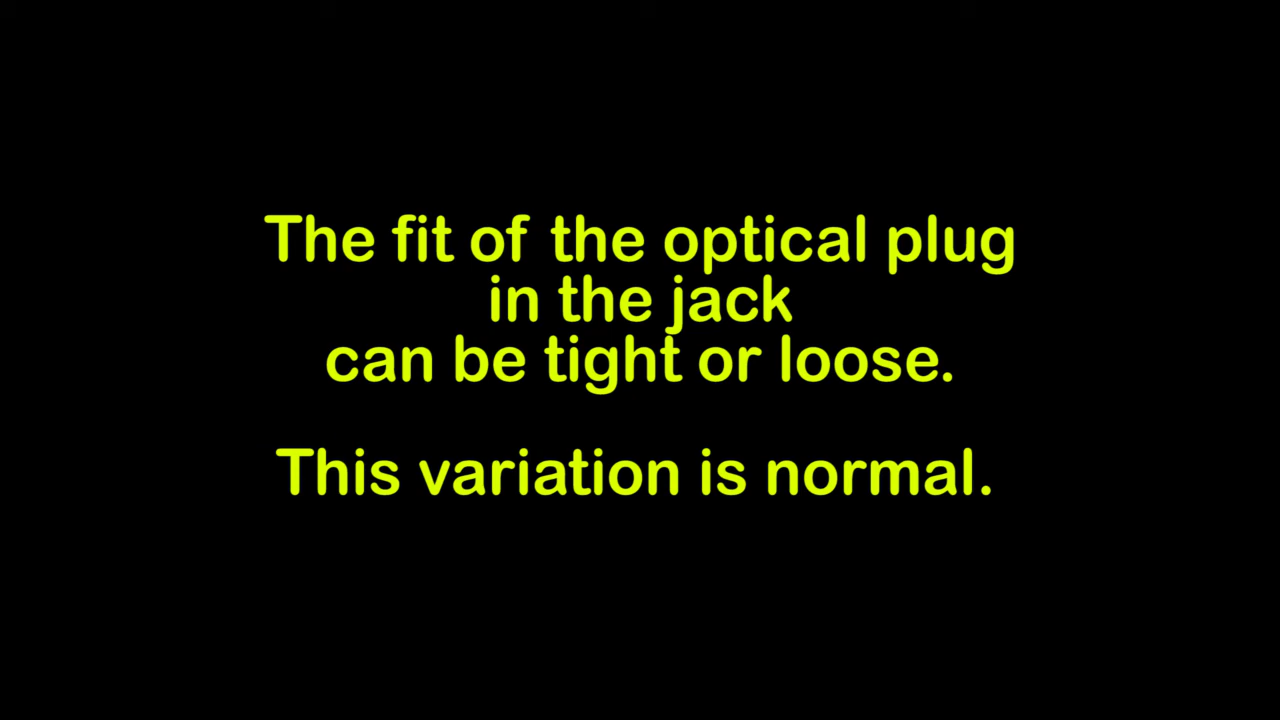 The fit of the optical plug
in the jack
can be tight or loose.
This variation is normal.